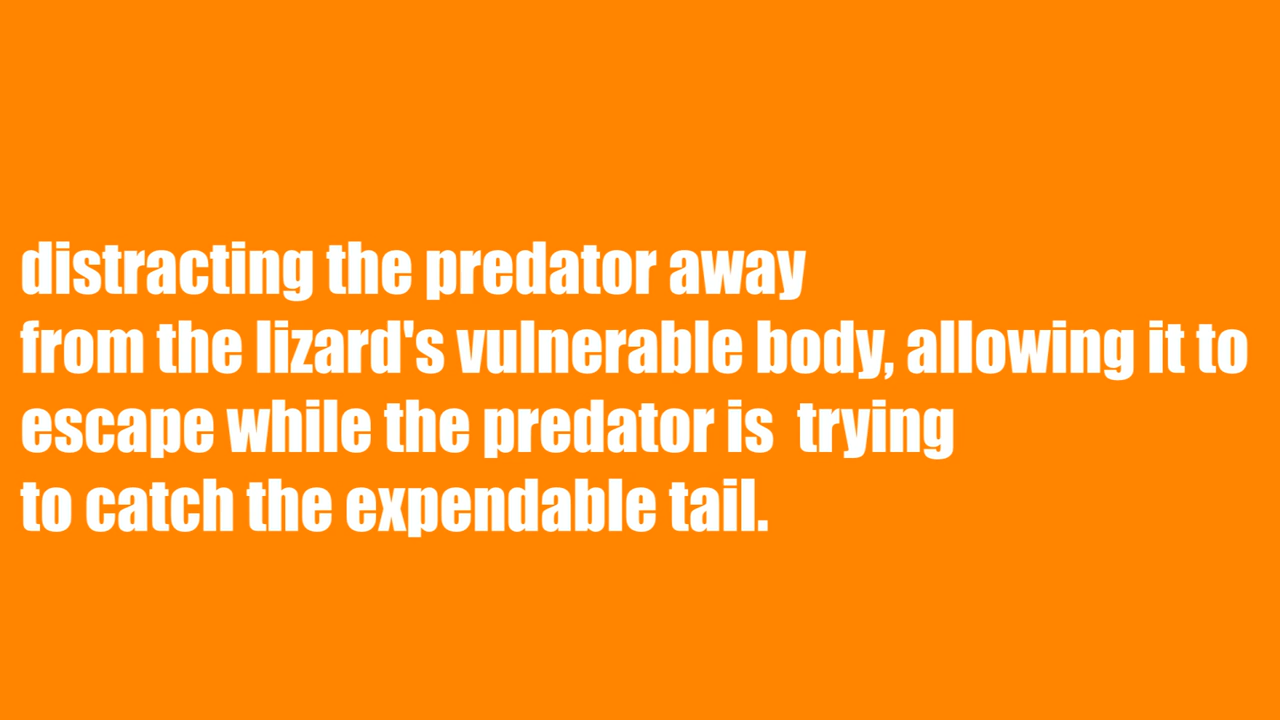 distracting the predator away
from the lizard's vulnerable body, allowing it to
escape while the predator is  trying
to catch the expendable tail.